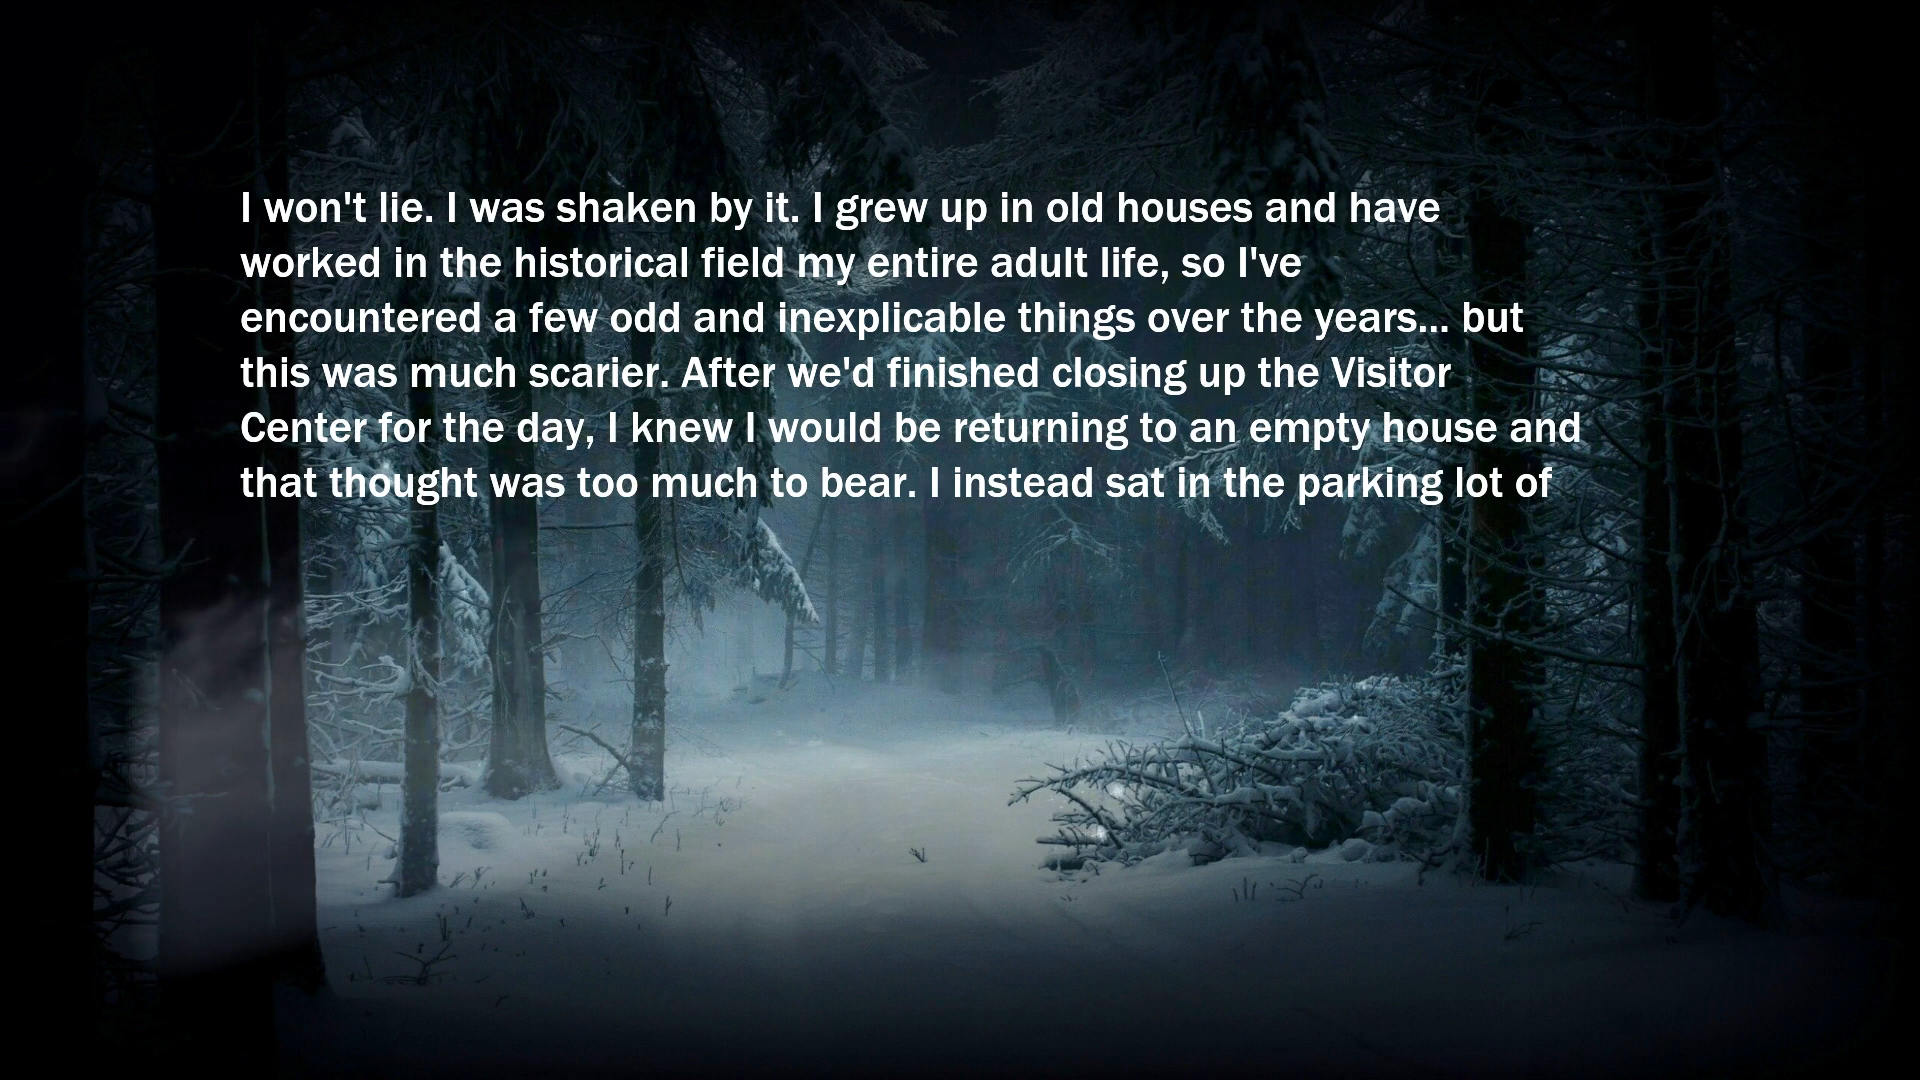 I won't lie. I was shaken by it. I grew up in old houses and have
worked in the historical field my entire adult life, so I've
encountered a few odd and inexplicable things over the years... but
this was much scarier. After we'd finished closing up the Visitor
Center for the day, I knew I would be returning to an empty house and
that thought was too much to bear. I instead sat in the parking lot of